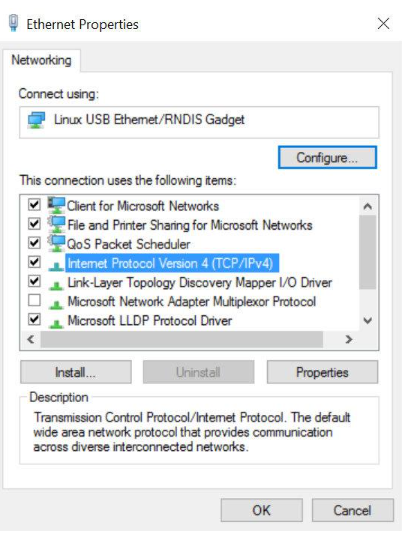 Ethernet Properties
Networking
Connect using:
Linux USB Ethernet/RNDIS Gadget
Configure...
This connection uses the following items:
Client for Microsoft Networks
File and Printer Sharing for Microsoft Networks
QoS Packet Scheduler
Internet Protocol Version 4 (TCP/IPv4)
Link-Layer Topology Discovery Mapper I/O Driver
Microsoft Network Adapter Multiplexor Protocol
Microsoft LLDP Protocol Driver
Install... Uninstall Properties
Description
Transmission Control Protocol/Internet Protocol. The default
wide area network protocol that provides communication
across diverse interconnected networks.
OK Cancel